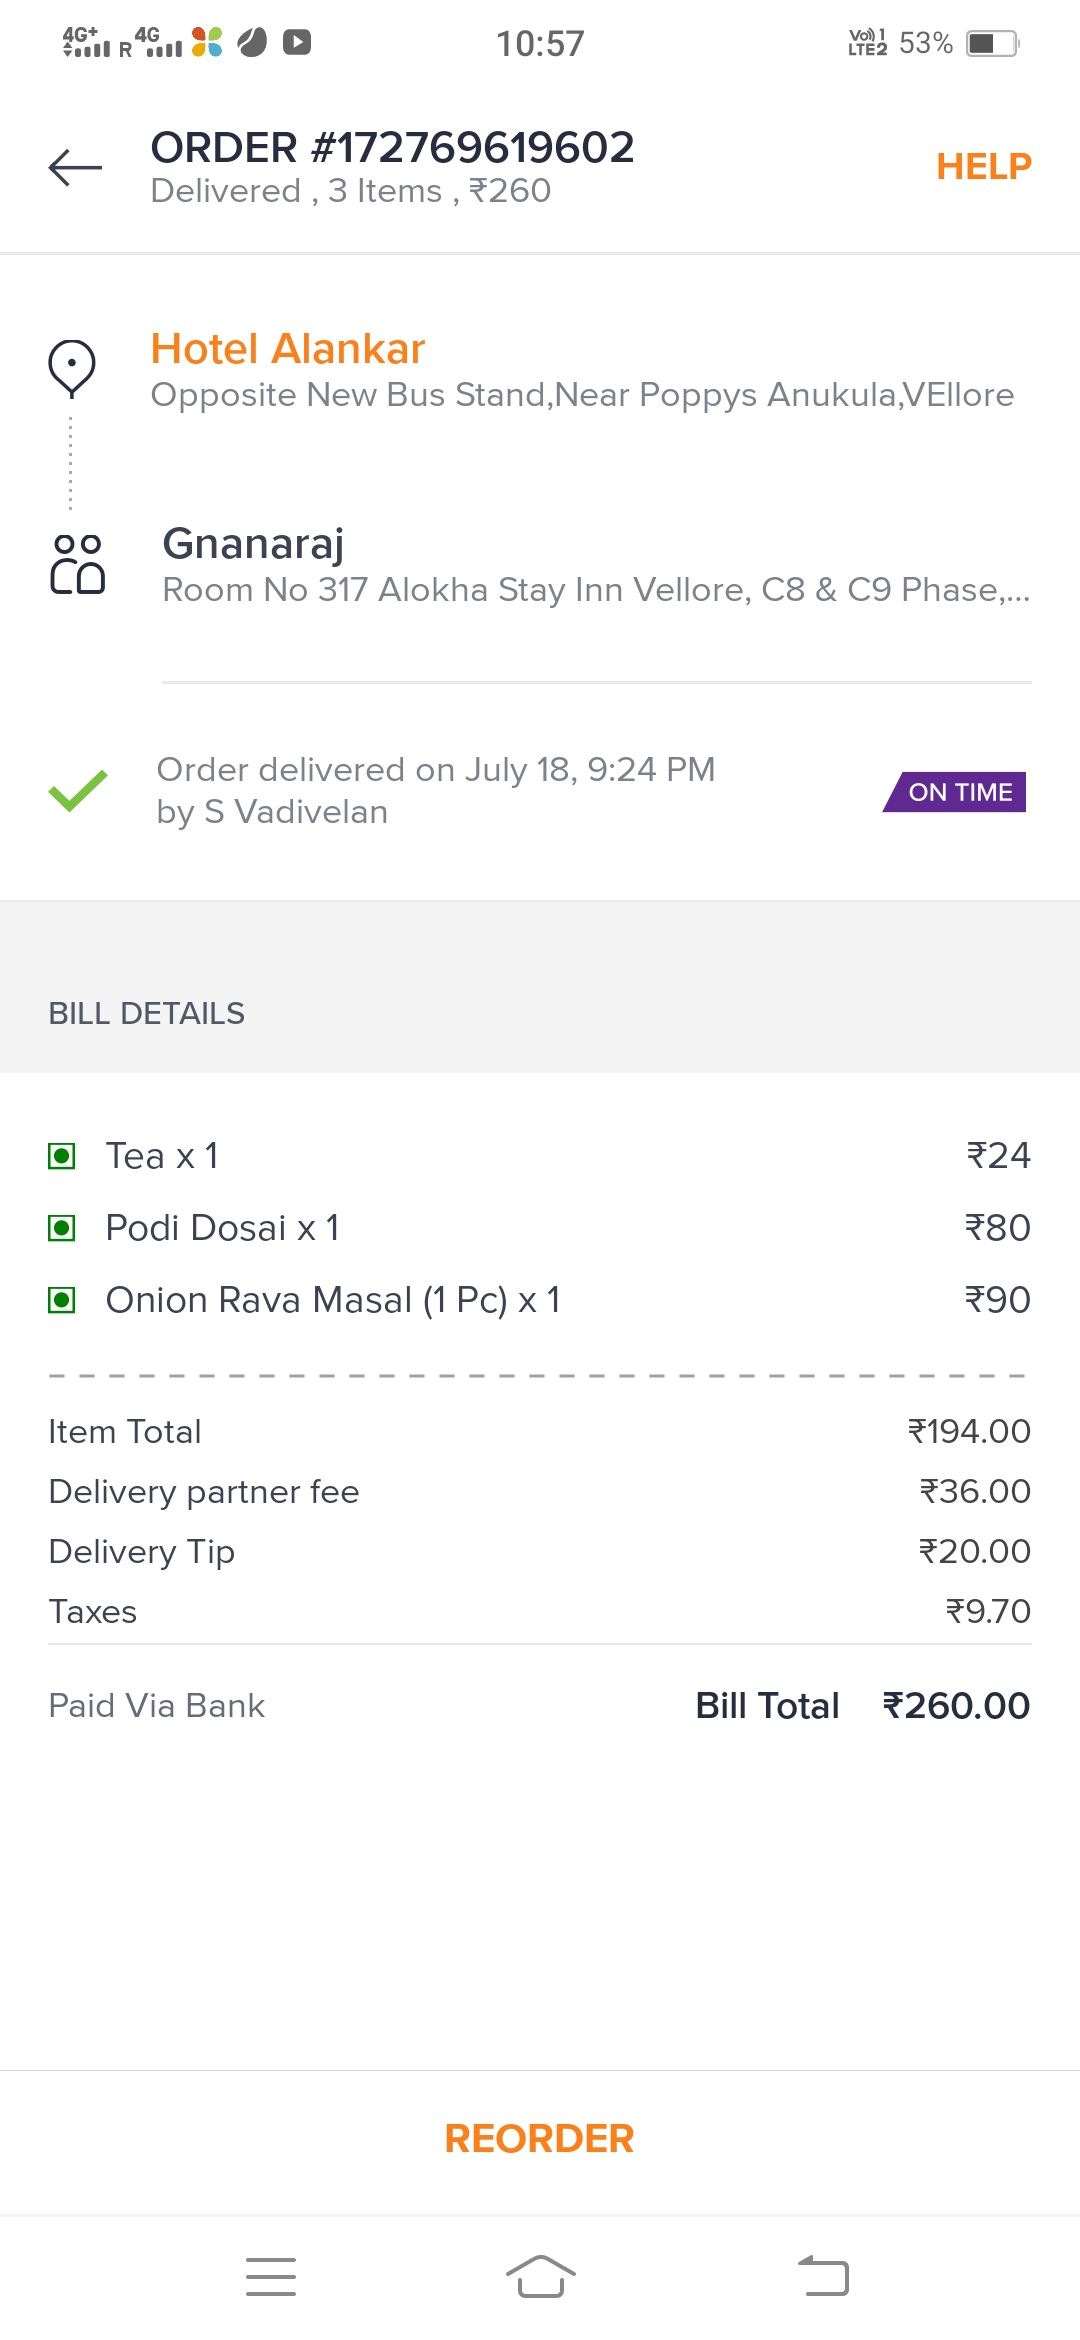 4G+ R 4G 10:57 Vo)) 1 LTE2 53%
ORDER #172769619602
Delivered , 3 Items , ₹260
HELP
Hotel Alankar
Opposite New Bus Stand,Near Poppys Anukula,VEllore
Gnanaraj
Room No 317 Alokha Stay Inn Vellore, C8 & C9 Phase,...
Order delivered on July 18, 9:24 PM
by S Vadivelan
ON TIME
BILL DETAILS
Tea x 1 ₹24
Podi Dosai x 1 ₹80
Onion Rava Masal (1 Pc) x 1 ₹90
Item Total ₹194.00
Delivery partner fee ₹36.00
Delivery Tip ₹20.00
Taxes ₹9.70
Paid Via Bank Bill Total ₹260.00
REORDER